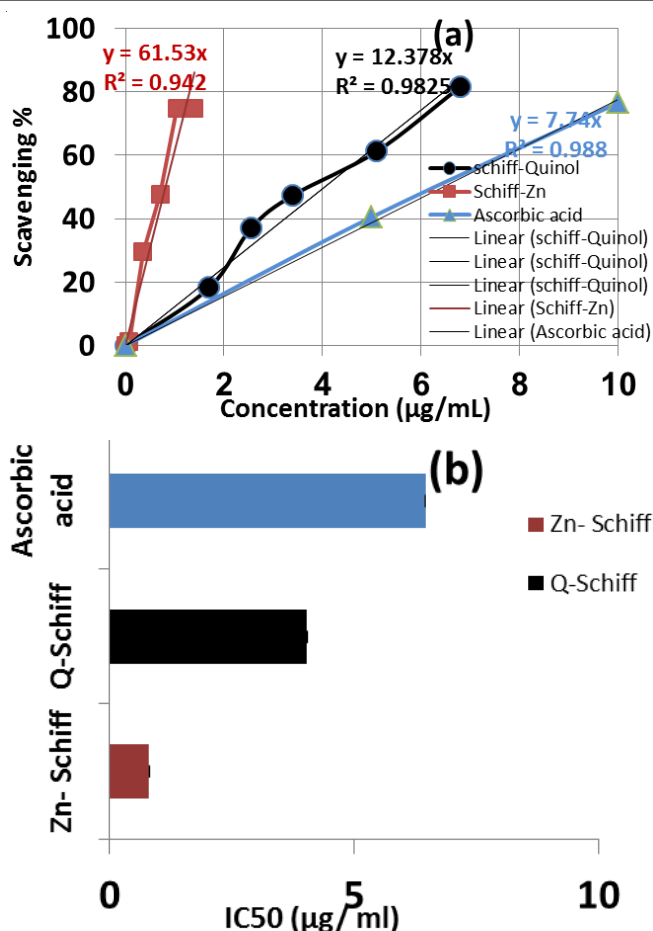 (a)
100
80
60
40
20
0
Scavenging %
y = 61.53x
R² = 0.942
y = 12.378x
R² = 0.9825
y = 7.74x
R² = 0.988
schiff-Quinol
Schiff-Zn
Ascorbic acid
Linear (schiff-Quinol)
Linear (schiff-Quinol)
Linear (schiff-Quinol)
Linear (Schiff-Zn)
Linear (Ascorbic acid)
0 2 4 6 8 10
Concentration (µg/mL)
(b)
Ascorbic
acid
Q-Schiff
Zn- Schiff
Zn- Schiff
Q-Schiff
0 5 10
IC50 (µg/ ml)